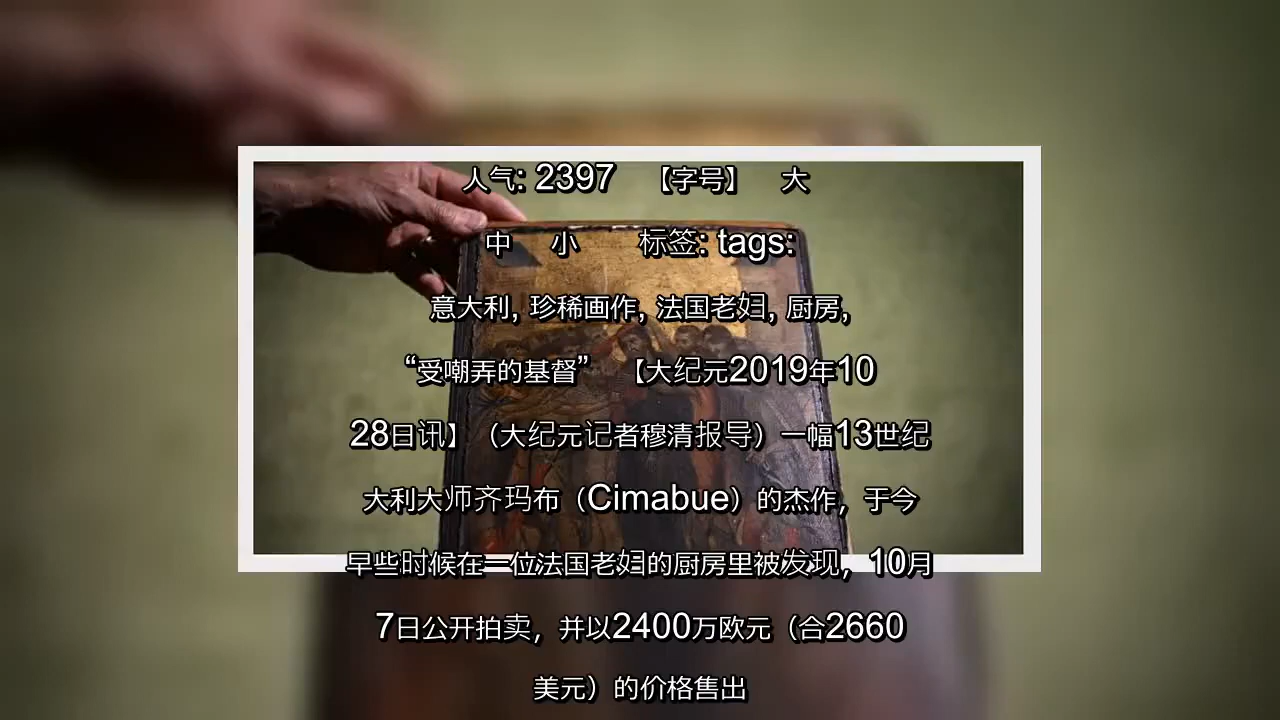 人气: 2397 【字号】 大
中 小 标签: tags:
意大利, 珍稀画作, 法国老妇, 厨房,
“受嘲弄的基督” 【大纪元2019年10
28日讯】（大纪元记者穆清报导）一幅13世纪
大利大师齐玛布（Cimabue）的杰作，于今
早些时候在一位法国老妇的厨房里被发现，10月
7日公开拍卖，并以2400万欧元（合2660
美元）的价格售出